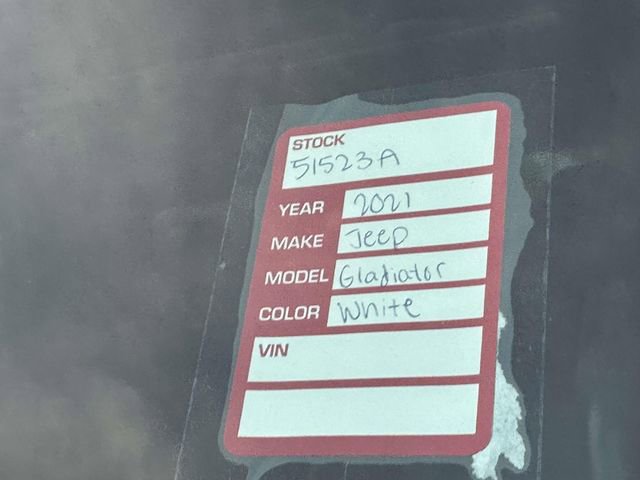 STOCK
51523A
YEAR 2021
MAKE Jeep
MODEL Gladiator
COLOR White
VIN